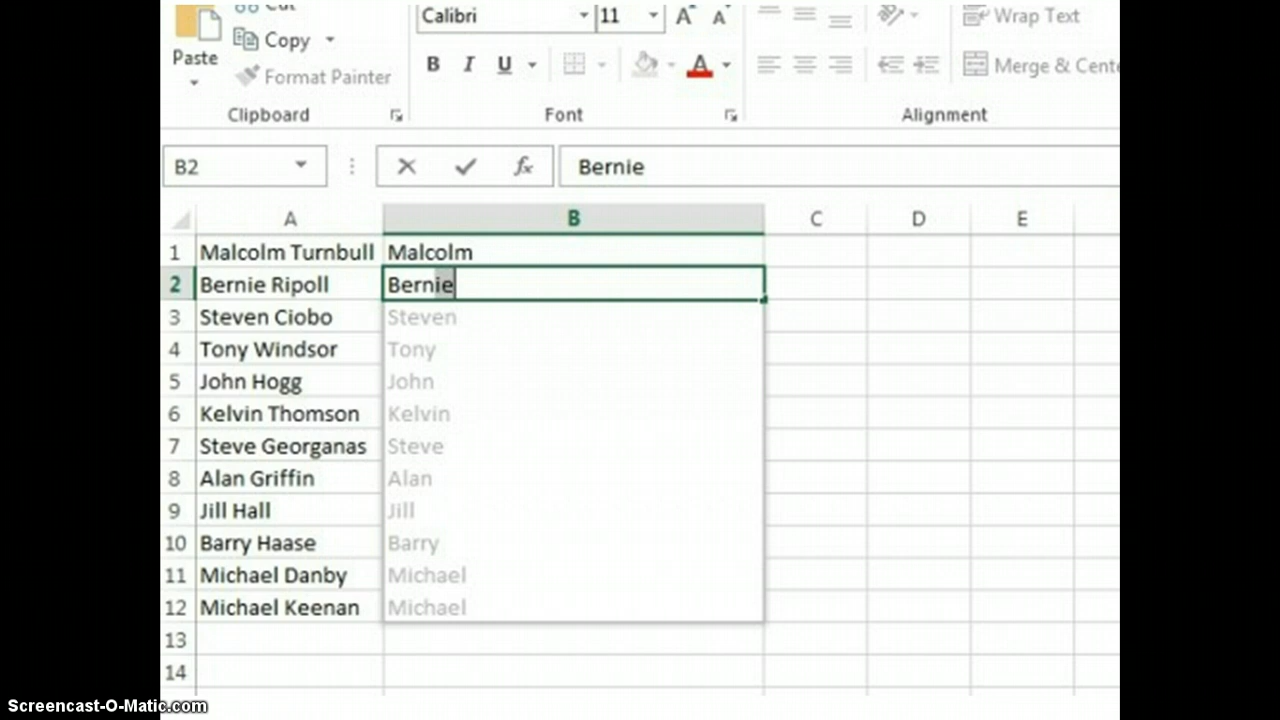 Cut
Calibri 11 A A Wrap Text
Paste Copy
Format Painter B I U A Merge &
Clipboard Font Alignment
B2 fx Bernie
A B C D E
1 Malcolm Turnbull Malcolm
2 Bernie Ripoll Bernie
3 Steven Ciobo Steven
4 Tony Windsor Tony
5 John Hogg John
6 Kelvin Thomson Kelvin
7 Steve Georganas Steve
8 Alan Griffin Alan
9 Jill Hall Jill
10 Barry Haase Barry
11 Michael Danby Michael
12 Michael Keenan Michael
13
14
Screencast-O-Matic.com